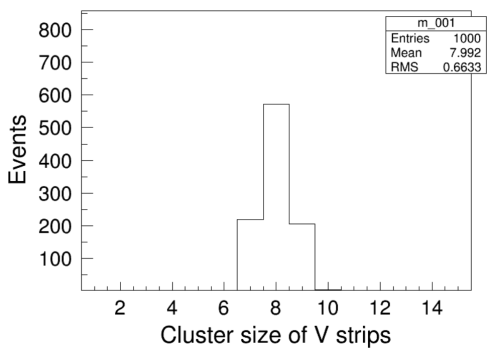 m_001
Entries 1000
Mean 7.992
RMS 0.6633
Events
800
700
600
500
400
300
200
100
2 4 6 8 10 12 14
Cluster size of V strips